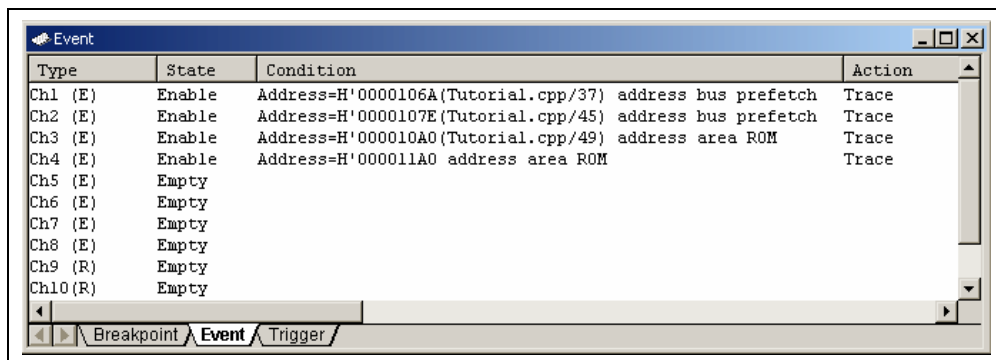 Event
Type State Condition Action
Ch1 (E) Enable Address=H'0000106A(Tutorial.cpp/37) address bus prefetch Trace
Ch2 (E) Enable Address=H'0000107E(Tutorial.cpp/45) address bus prefetch Trace
Ch3 (E) Enable Address=H'000010A0(Tutorial.cpp/49) address area ROM Trace
Ch4 (E) Enable Address=H'000011A0 address area ROM Trace
Ch5 (E) Empty
Ch6 (E) Empty
Ch7 (E) Empty
Ch8 (E) Empty
Ch9 (R) Empty
Ch10(R) Empty
Breakpoint Event Trigger